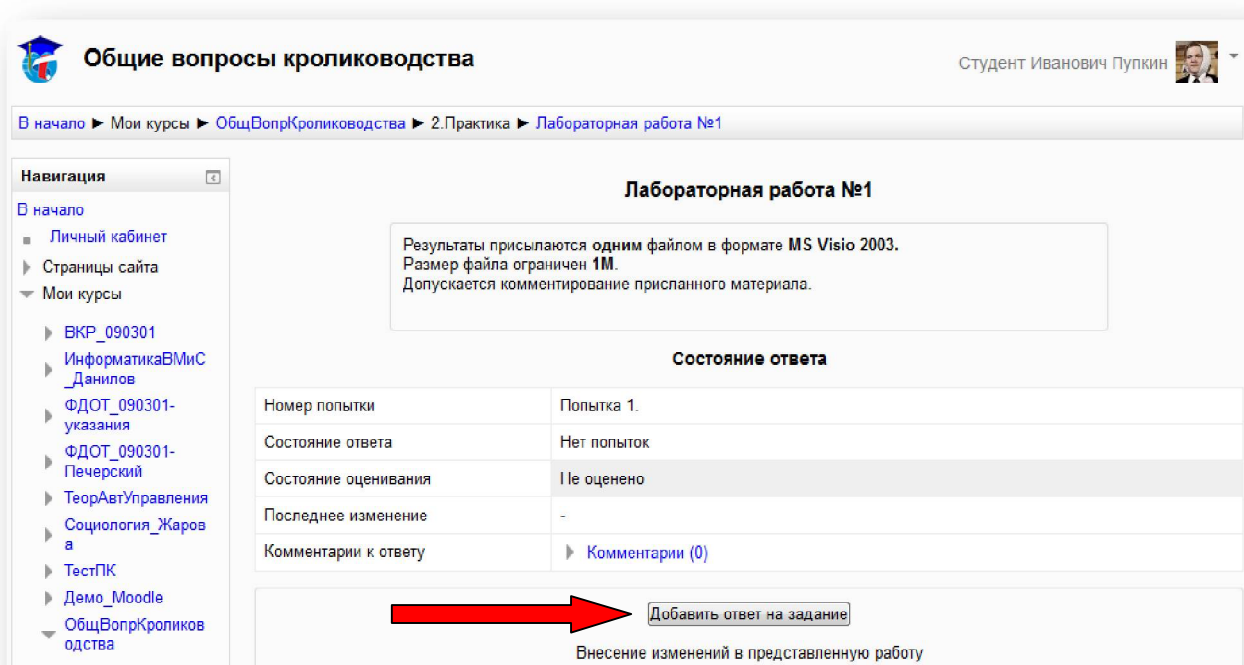 Общие вопросы кролиководства
Студент Иванович Пупкин
В начало ► Мои курсы ► ОбщВопрКролиководства ► 2.Практика ► Лабораторная работа №1
Навигация
В начало
Личный кабинет
Страницы сайта
Мои курсы
ВКР_090301
ИнформатикаВМиС
_Данилов
ФДОТ_090301-
указания
ФДОТ_090301-
Печерский
ТеорАвтУправления
Социология_Жаров
а
ТестПК
Демо_Moodle
ОбщВопрКроликов
одства
Лабораторная работа №1
Результаты присылаются одним файлом в формате MS Visio 2003.
Размер файла ограничен 1М.
Допускается комментирование присланного материала.
Состояние ответа
Номер попытки Попытка 1.
Состояние ответа Нет попыток
Состояние оценивания Не оценено
Последнее изменение -
Комментарии к ответу Комментарии (0)
Добавить ответ на задание
Внесение изменений в представленную работу